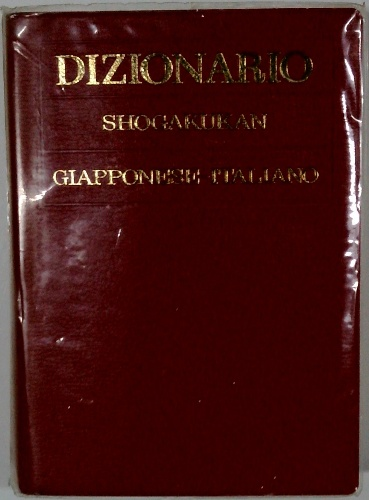 DIZIONARIO
SHOGAKUKAN
GIAPPONESE ITALIANO